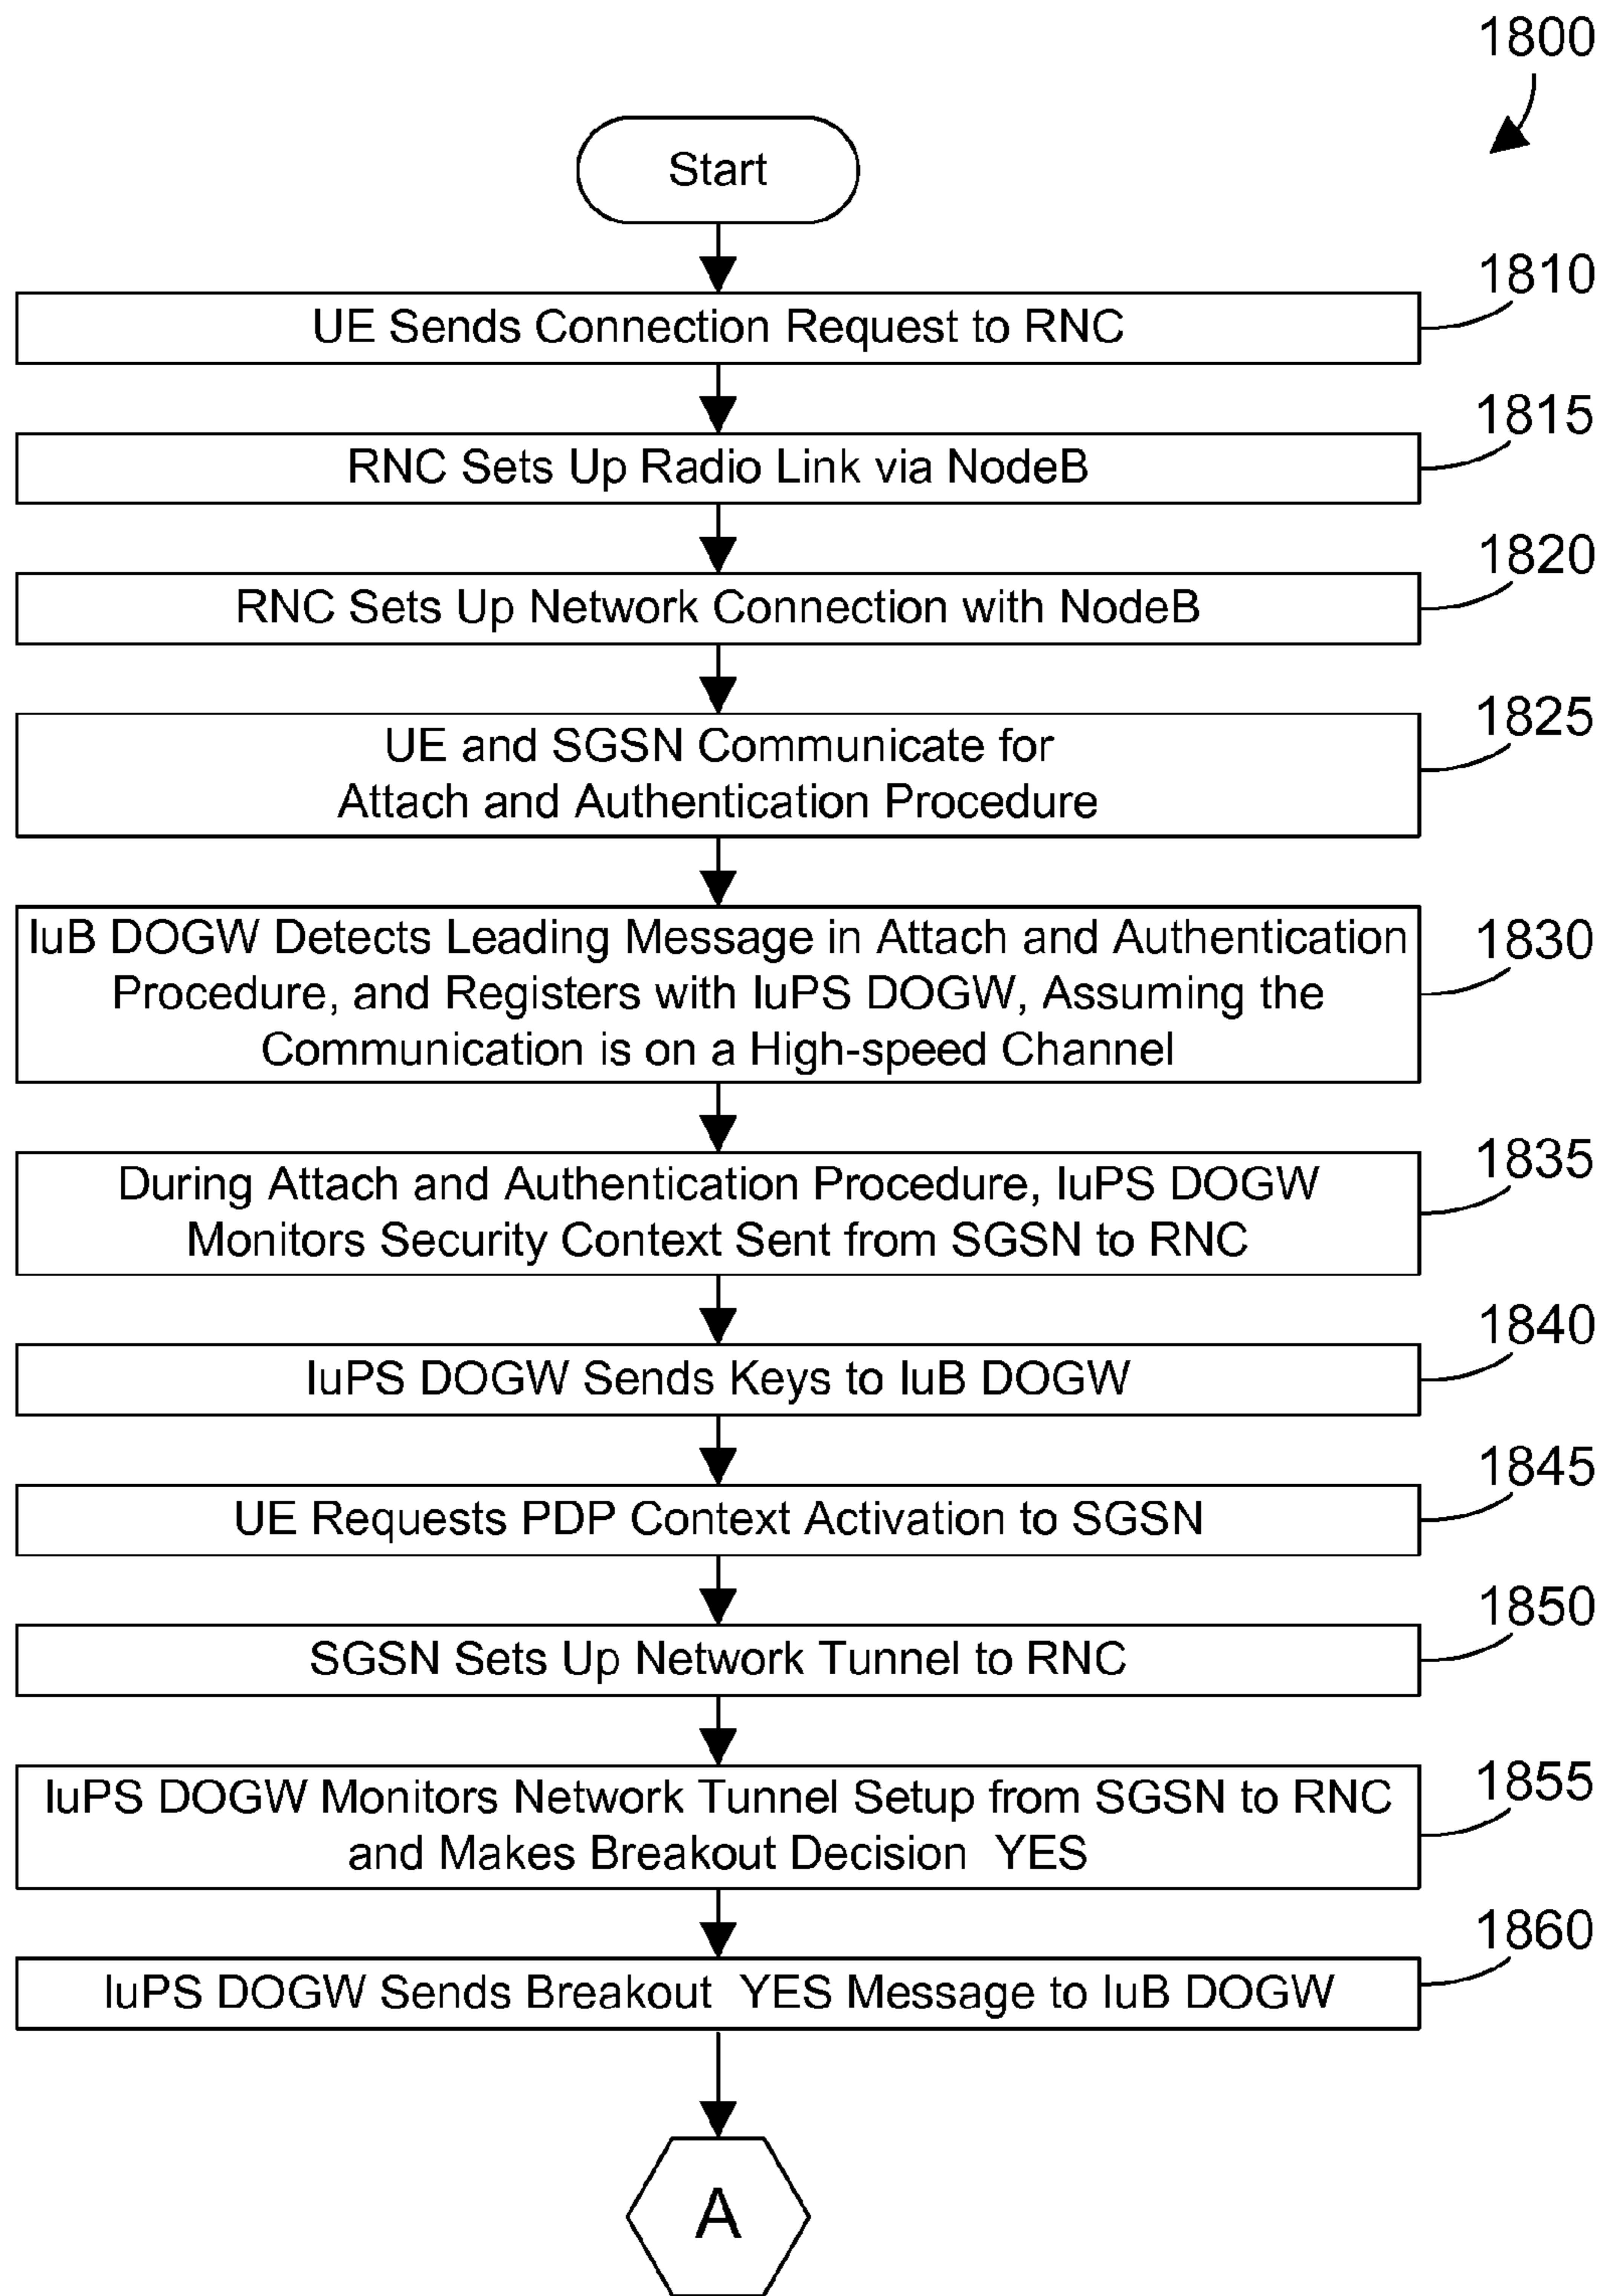 1800
Start
1810
UE Sends Connection Request to RNC
1815
RNC Sets Up Radio Link via NodeB
1820
RNC Sets Up Network Connection with NodeB
1825
UE and SGSN Communicate for
Attach and Authentication Procedure
1830
IuB DOGW Detects Leading Message in Attach and Authentication
Procedure, and Registers with IuPS DOGW, Assuming the
Communication is on a High-speed Channel
1835
During Attach and Authentication Procedure, IuPS DOGW
Monitors Security Context Sent from SGSN to RNC
1840
IuPS DOGW Sends Keys to IuB DOGW
1845
UE Requests PDP Context Activation to SGSN
1850
SGSN Sets Up Network Tunnel to RNC
1855
IuPS DOGW Monitors Network Tunnel Setup from SGSN to RNC
and Makes Breakout Decision YES
1860
IuPS DOGW Sends Breakout YES Message to IuB DOGW
A